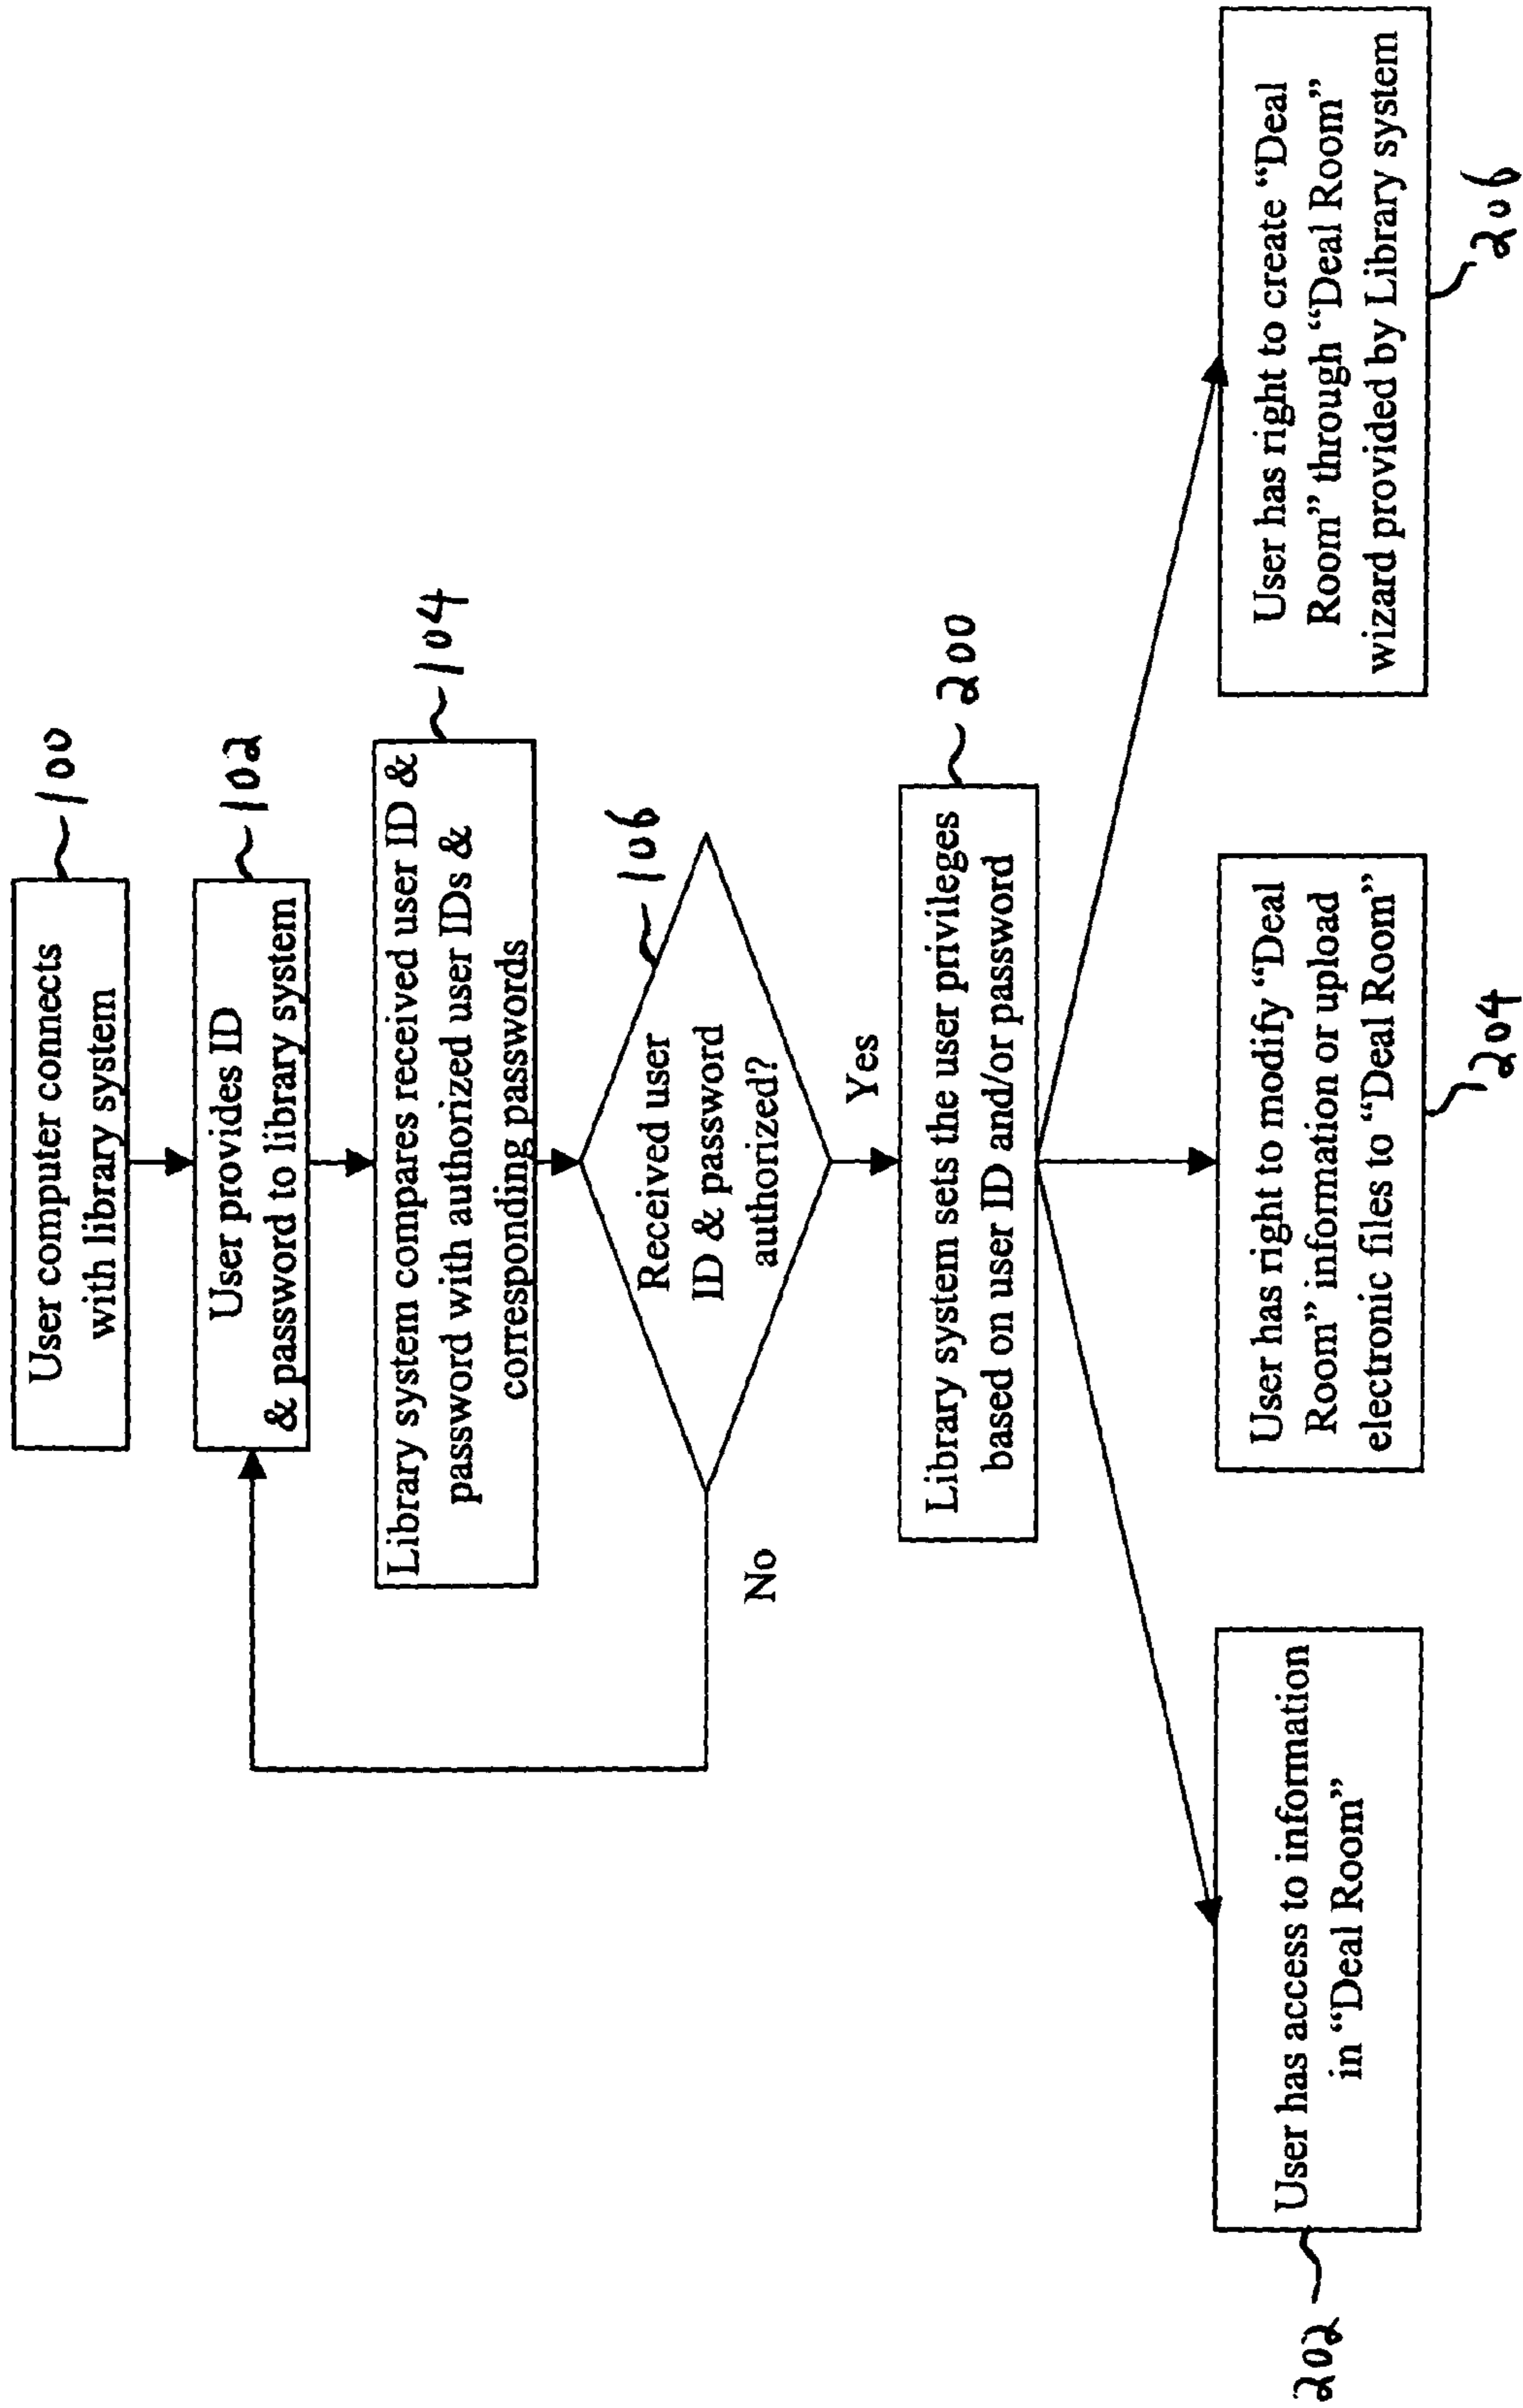 User computer connects
with library system
100
User provides ID
& password to library system
102
Library system compares received user ID &
password with authorized user IDs &
corresponding passwords
104
Received user
ID & password
authorized?
106
No
Yes
Library system sets the user privileges
based on user ID and/or password
200
User has access to information
in “Deal Room”
202
User has right to modify “Deal
Room” information or upload
electronic files to “Deal Room”
204
User has right to create “Deal
Room” through “Deal Room”
wizard provided by Library system
206